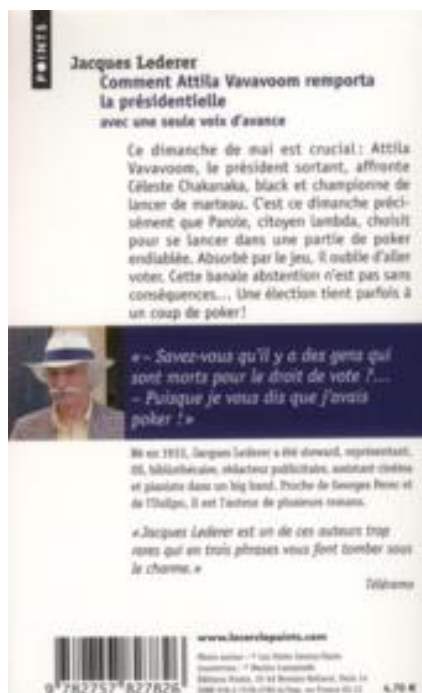 POINTS
Jacques Lederer
Comment Attila Vavavoom remporta
la présidentielle
avec une seule voix d'avance
Ce dimanche de mai est crucial : Attila
Vavavoom, le président sortant, affronte
Céleste Chakanaka, black et championne de
lancer de marteau. C'est ce dimanche préci-
sément que Parole, citoyen lambda, choisit
pour se lancer dans une partie de poker
endiablée. Absorbé par le jeu, il oublie d'aller
voter. Cette banale abstention n'est pas sans
conséquences... Une élection tient parfois à
un coup de poker !
« – Savez-vous qu'il y a des gens qui
sont morts pour le droit de vote ?...
– Puisque je vous dis que j'avais
poker ! »
Né en Jacques Lederer a été steward, représentant,
OS, bibliothécaire, rédacteur publicitaire, assistant cinéma
et pianiste dans un big band. Proche de Georges Perec et
de l'Oulipo, il est l'auteur de plusieurs romans.
« Jacques Lederer est un de ces auteurs trop
rares qui en trois phrases vous font tomber sous
le charme. »
Télérama
www.lecerclepoints.com
9 782757 827826